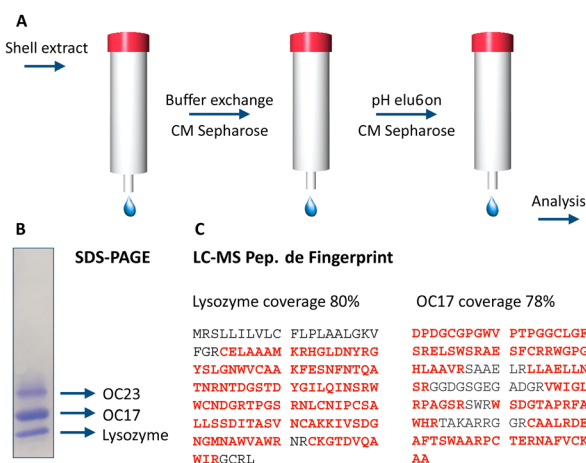 A
Shell extract
Buffer exchange
CM Sepharose
pH elu6on
CM Sepharose
Analysis
B
SDS-PAGE
OC23
OC17
Lysozyme
C
LC-MS Pep. de Fingerprint
Lysozyme coverage 80%
MRSLLILVLC FLPLAALGKV
FGRCELAAAM KRHGLDNYRG
YSLGNWVCAA KFESNFNTQA
TNRNTDGSTD YGILQINSRW
WCNDGRTPGS RNLCNIPCSA
LLSSDITASV NCAKKIVSDG
NGMNAWVAWR NRCKGTDVQA
WIRGCRL
OC17 coverage 78%
DPDGCGPGWV PTPGGCLGF
SRELSWSRAES FCRRWGPG
HLAAVRSAAE LRLLAELLN
SRGGDGSGEG ADGRVWIGL
RPAGSRSWRW SDGTAPRFA
WHRTAKARRG GRCAALRDE
AFTSWAARPC TERNAFVCK
AA